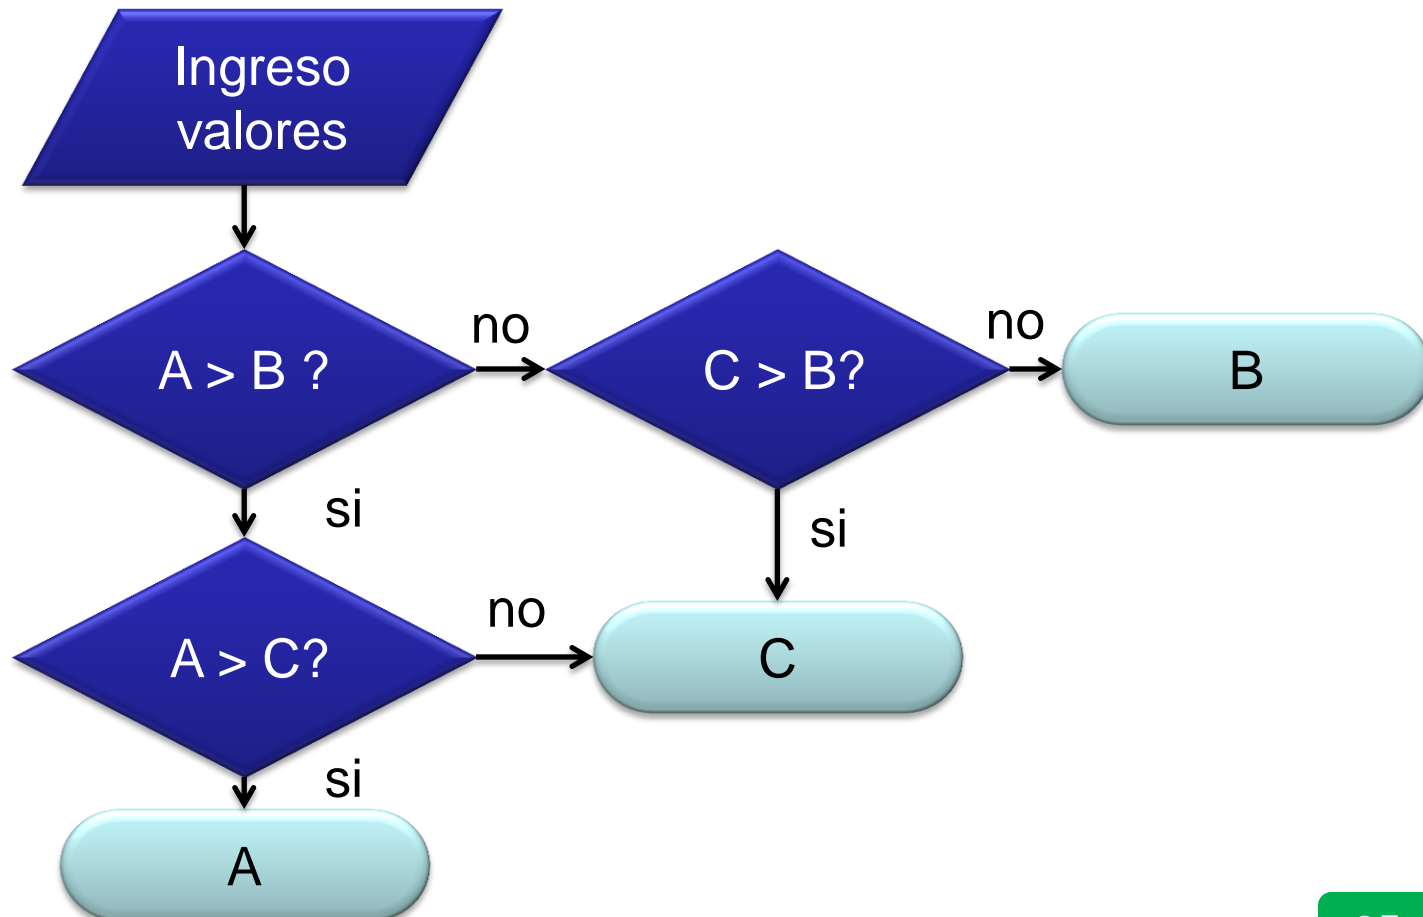 Ingreso
valores
A > B ?
no
C > B?
no
B
si
si
A > C?
no
C
si
A